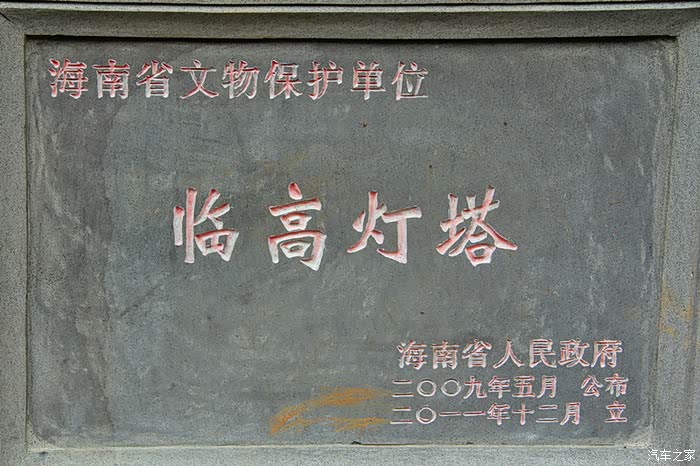 海南省文物保护单位
临高灯塔
海南省人民政府
二〇〇九年五月 公布
二〇一一年十二月 立
汽车之家